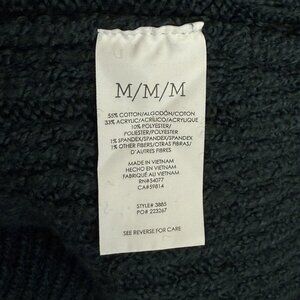 M/M/M
55% COTTON/ALGODÓN/COTON
33% ACRYLIC/ACRÍLICO/ACRYLIQUE
10% POLYESTER/
POLIÉSTER/POLYESTER
1% SPANDEX/SPANDEX/SPANDEX
1% OTHER FIBERS/OTRAS FIBRAS/
D'AUTRES FIBRES
MADE IN VIETNAM
HECHO EN VIETNAM
FABRIQUÉ AU VIETNAM
RN#54077
CA#59814
STYLE# 3885
PO# 223267
SEE REVERSE FOR CARE